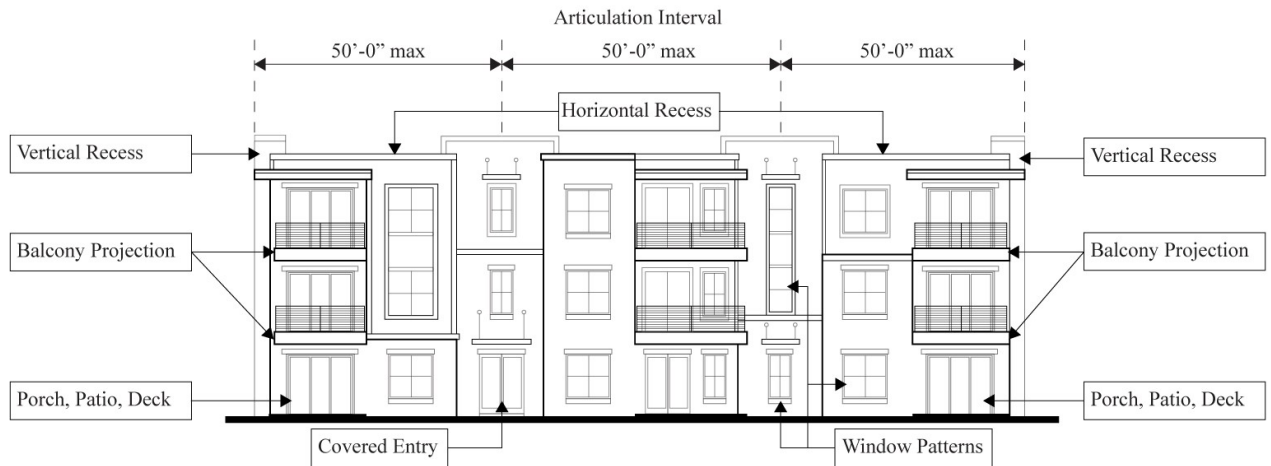 Articulation Interval
50’-0” max
50’-0” max
50’-0” max
Horizontal Recess
Vertical Recess
Vertical Recess
Balcony Projection
Balcony Projection
Porch, Patio, Deck
Porch, Patio, Deck
Covered Entry
Window Patterns